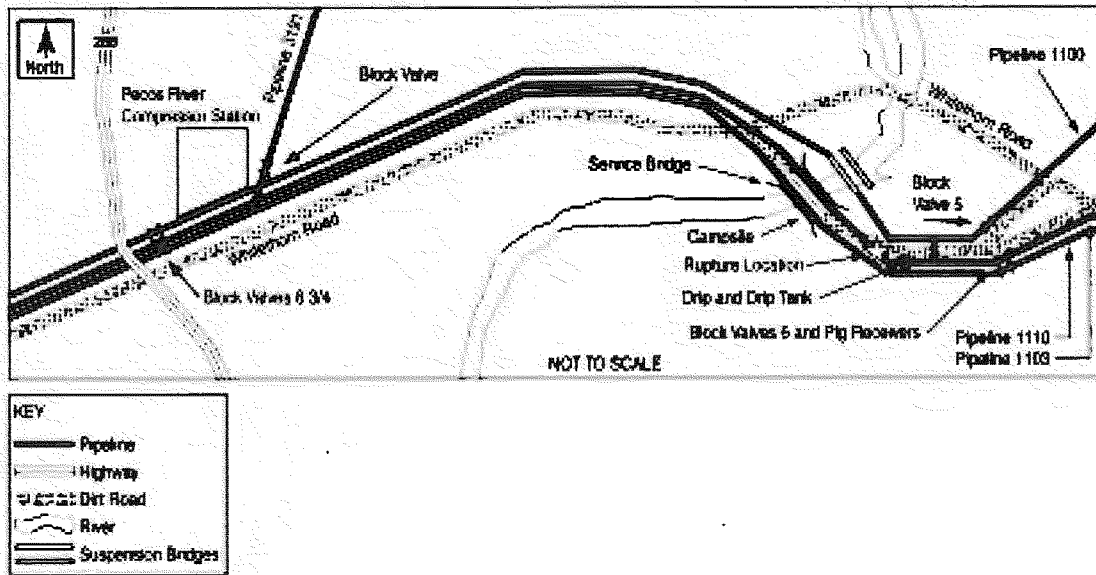 North
Pecos River
Compressor Station
Block Valve
Pipeline 1100
Whitethorn Road
Service Bridge
Block
Valve 5
Campsite
Whitethorn Road
Rupture Location
Block Valves 6 3/4
Drip and Drip Tank
Block Valves 5 and Pig Receivers
Pipeline 1110
Pipeline 1103
NOT TO SCALE
KEY
Pipeline
Highway
Dirt Road
River
Suspension Bridges